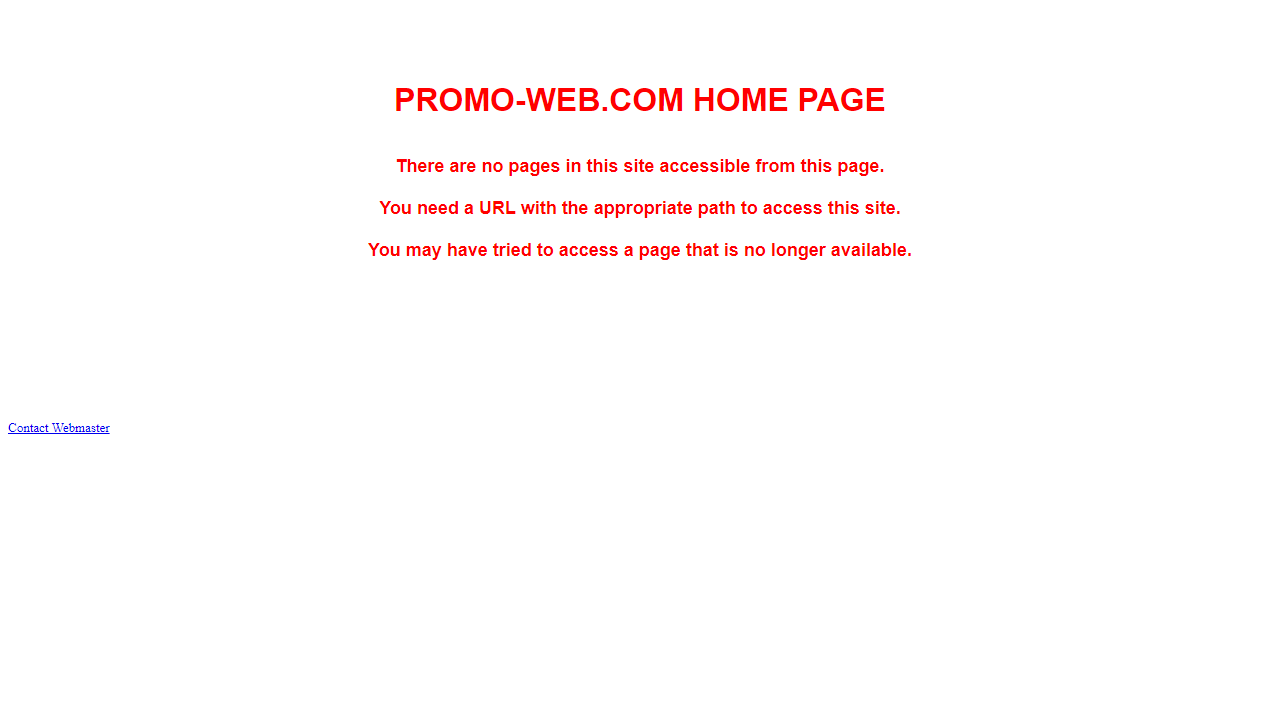 PROMO-WEB.COM HOME PAGE
There are no pages in this site accessible from this page.
You need a URL with the appropriate path to access this site.
You may have tried to access a page that is no longer available.
Contact Webmaster